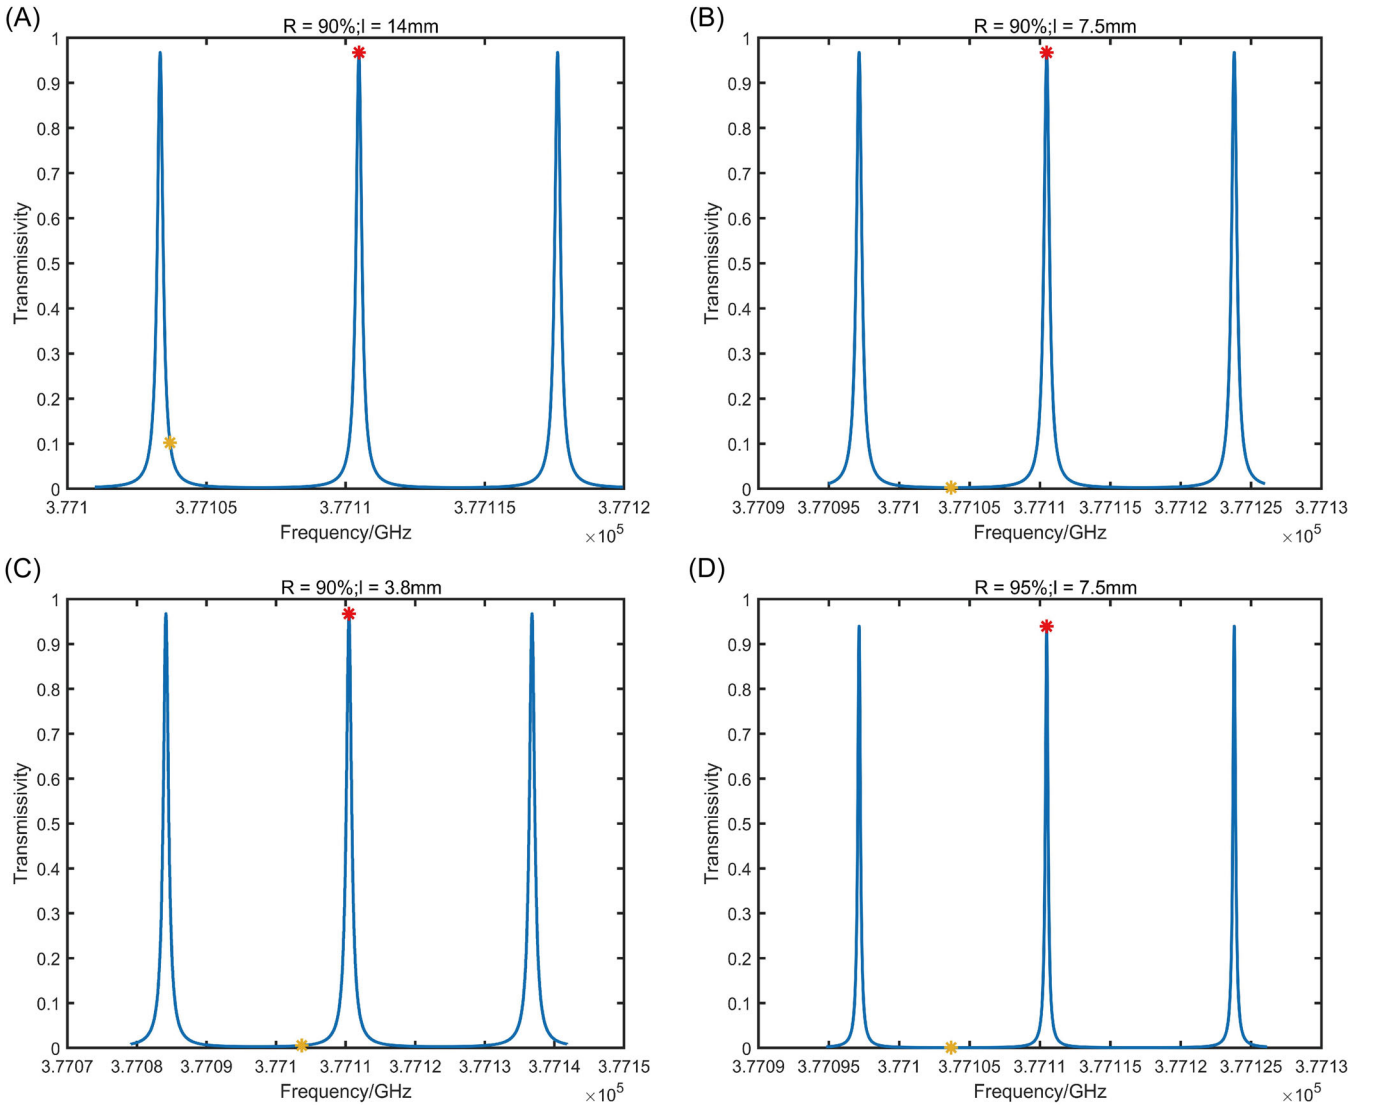 (A)
R = 90%;l = 14mm
1
0.9
0.8
0.7
0.6
0.5
0.4
0.3
0.2
0.1
0
Transmissivity
3.771 3.77105 3.7711 3.77115 3.7712
Frequency/GHz
×10⁵
(B)
R = 90%;l = 7.5mm
1
0.9
0.8
0.7
0.6
0.5
0.4
0.3
0.2
0.1
0
Transmissivity
3.7709 3.77095 3.771 3.77105 3.7711 3.77115 3.7712 3.77125 3.7713
Frequency/GHz
×10⁵
(C)
R = 90%;l = 3.8mm
1
0.9
0.8
0.7
0.6
0.5
0.4
0.3
0.2
0.1
0
Transmissivity
3.7707 3.7708 3.7709 3.771 3.7711 3.7712 3.7713 3.7714 3.7715
Frequency/GHz
×10⁵
(D)
R = 95%;l = 7.5mm
1
0.9
0.8
0.7
0.6
0.5
0.4
0.3
0.2
0.1
0
Transmissivity
3.7709 3.77095 3.771 3.77105 3.7711 3.77115 3.7712 3.77125 3.7713
Frequency/GHz
×10⁵